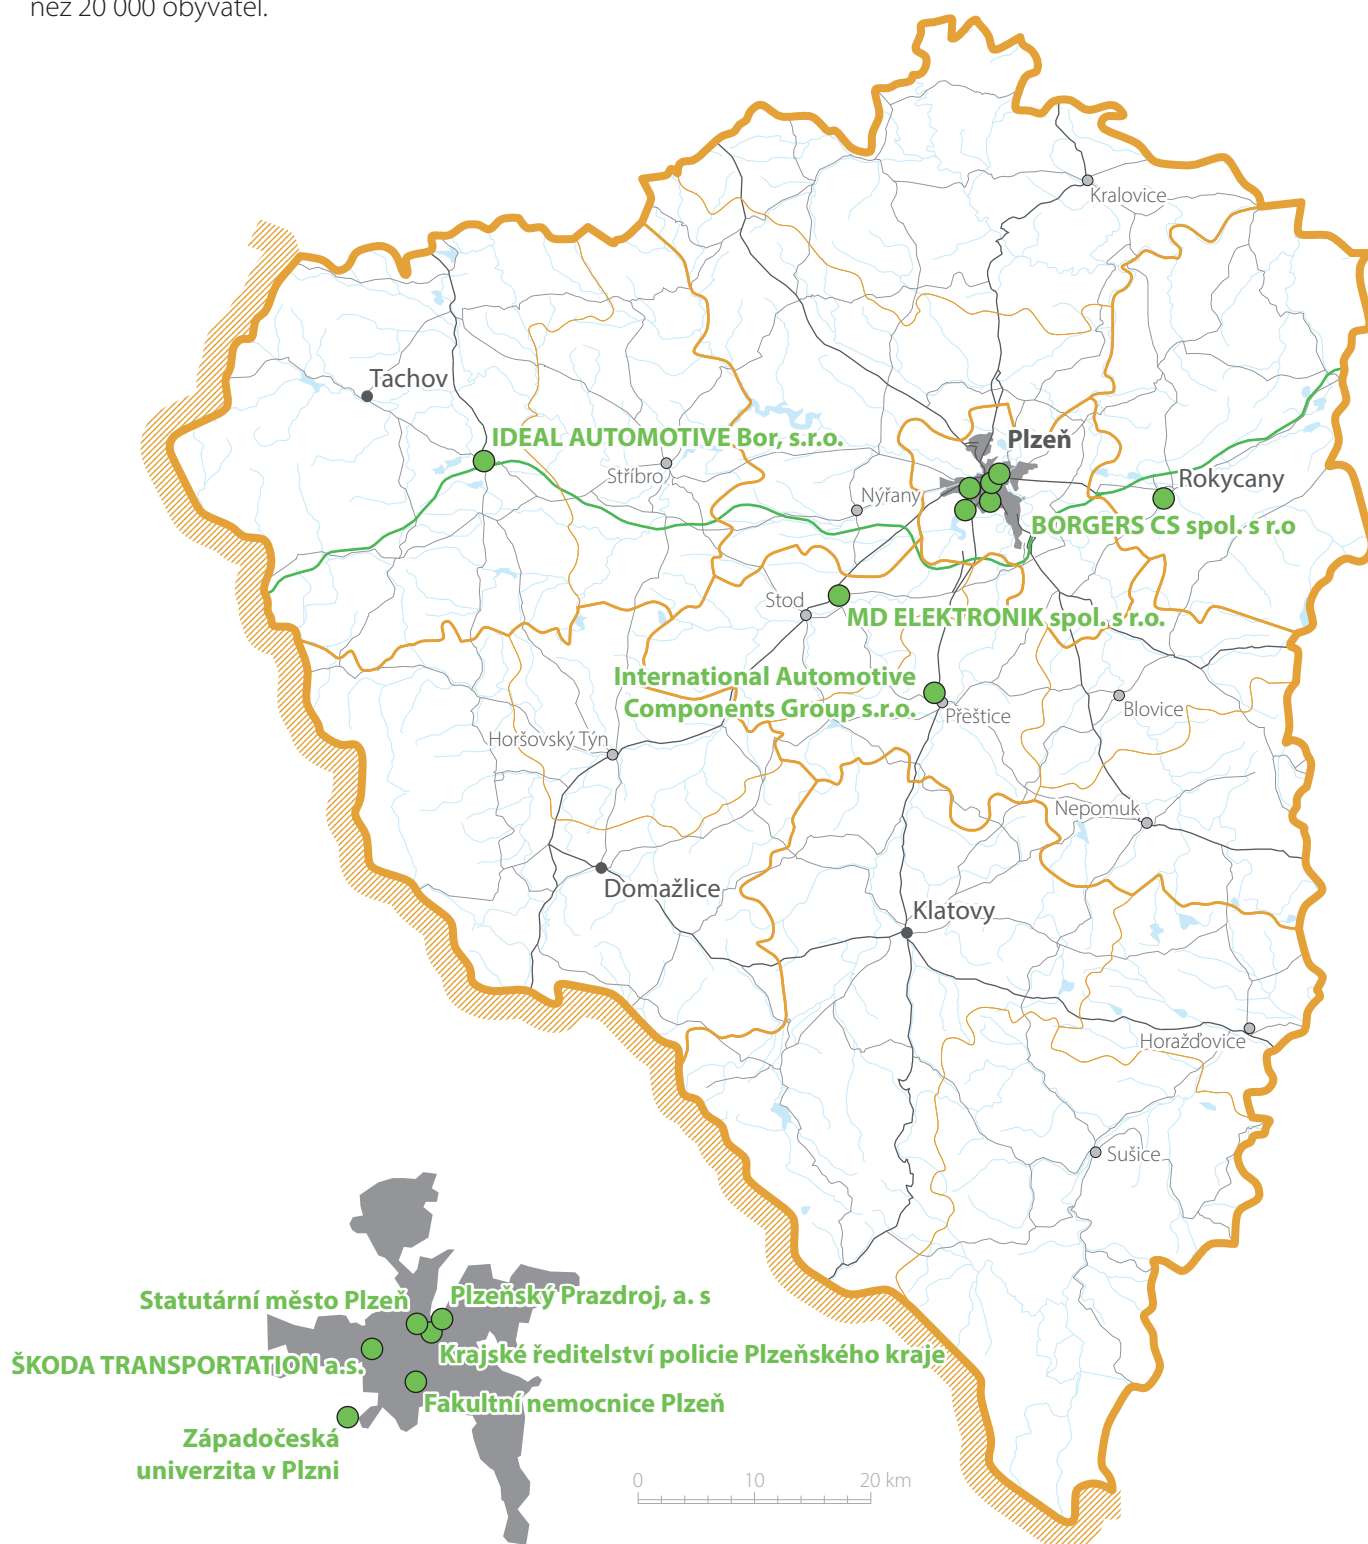 než 20 000 obyvatel.
Kralovice
Tachov
IDEAL AUTOMOTIVE Bor, s.r.o.
Plzeň
Stříbro
Rokycany
Nýřany
BORGERS CS spol. s r.o
Stod
MD ELEKTRONIK spol. s r.o.
International Automotive
Components Group s.r.o.
Přeštice
Blovice
Horšovský Týn
Nepomuk
Domažlice
Klatovy
Horažďovice
Sušice
Statutární město Plzeň
Plzeňský Prazdroj, a. s
ŠKODA TRANSPORTATION a.s.
Krajské ředitelství policie Plzeňského kraje
Fakultní nemocnice Plzeň
Západočeská
univerzita v Plzni
0 10 20 km